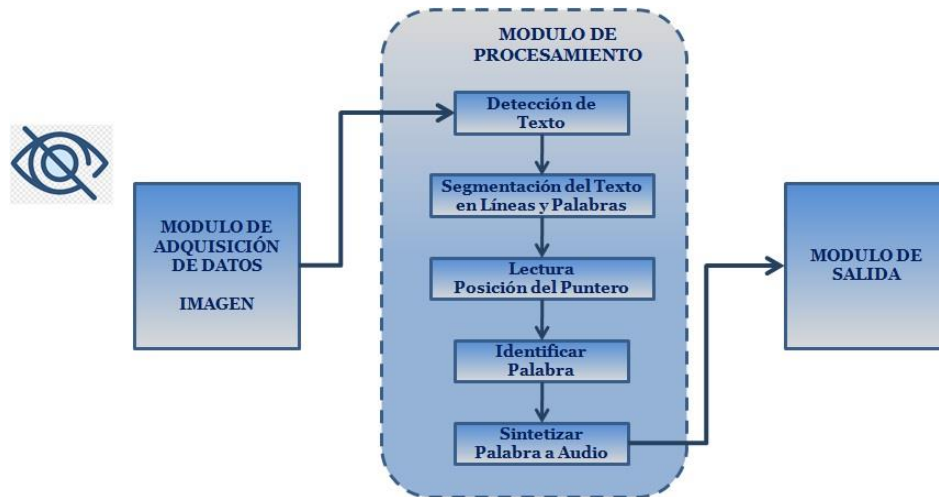 MODULO DE
PROCESAMIENTO
Detección de
Texto
Segmentación del Texto
en Líneas y Palabras
Lectura
Posición del Puntero
Identificar
Palabra
Sintetizar
Palabra a Audio
MODULO DE
ADQUISICIÓN
DE DATOS
IMAGEN
MODULO DE
SALIDA